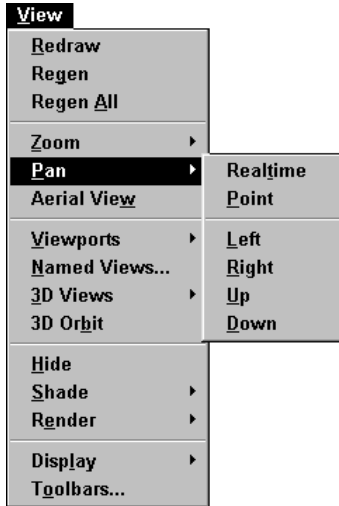 View
Redraw
Regen
Regen All
Zoom
Pan
Aerial View
Viewports
Named Views...
3D Views
3D Orbit
Hide
Shade
Render
Display
Toolbars...
Realtime
Point
Left
Right
Up
Down